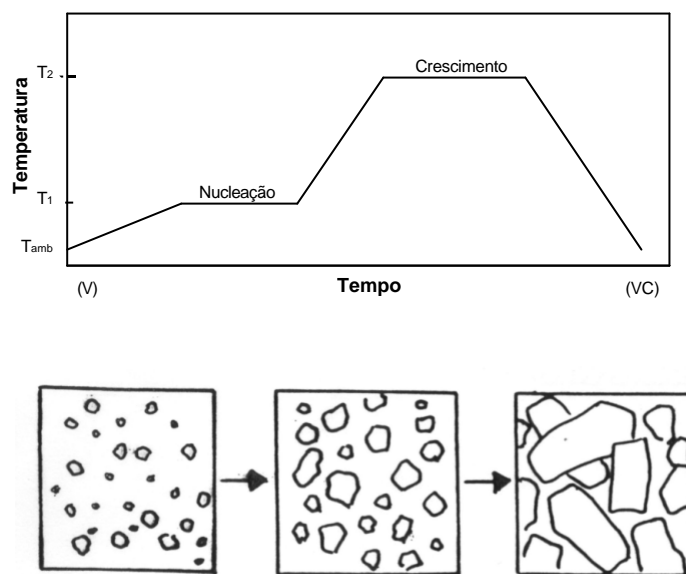 T2
Crescimento
Temperatura
Nucleação
T1
Tamb
(V)
Tempo
(VC)